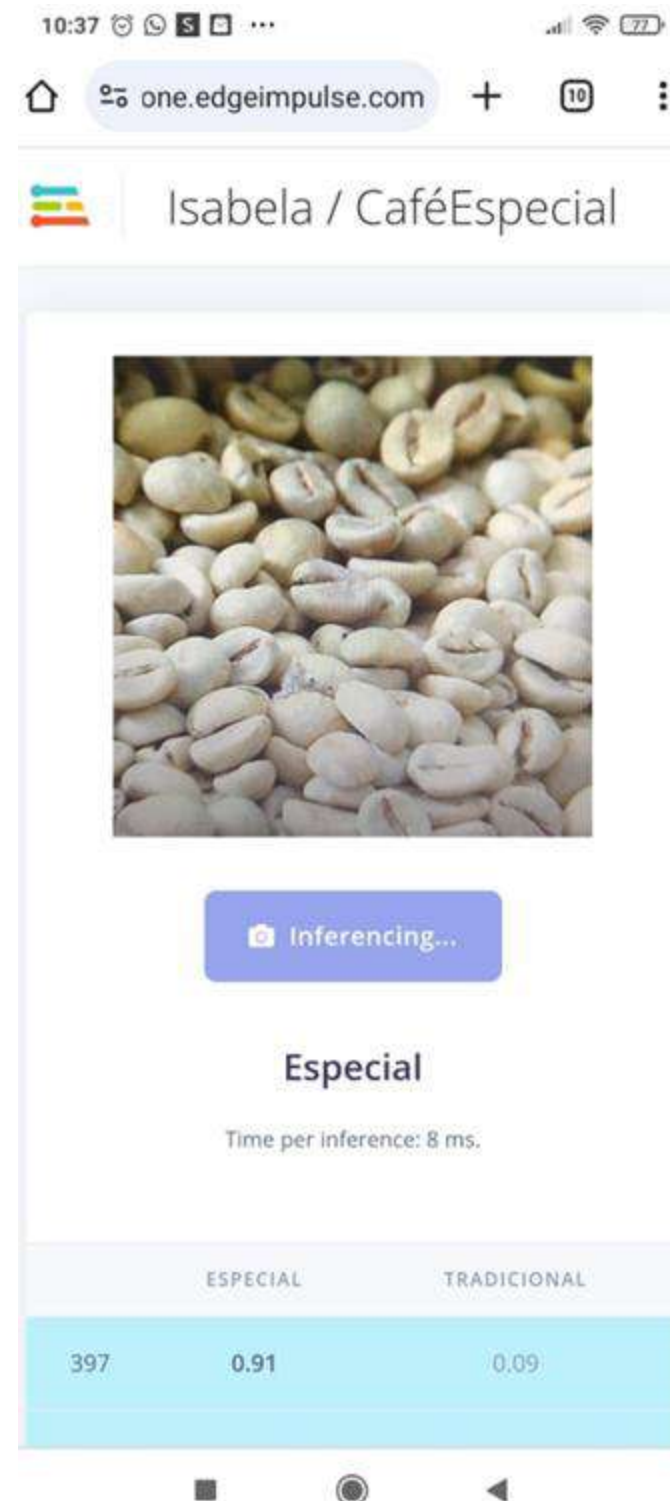 10:37 S ... 77
one.edgeimpulse.com 10
Isabela / CaféEspecial
Inferencing...
Especial
Time per inference: 8 ms.
ESPECIAL TRADICIONAL
397 0.91 0.09